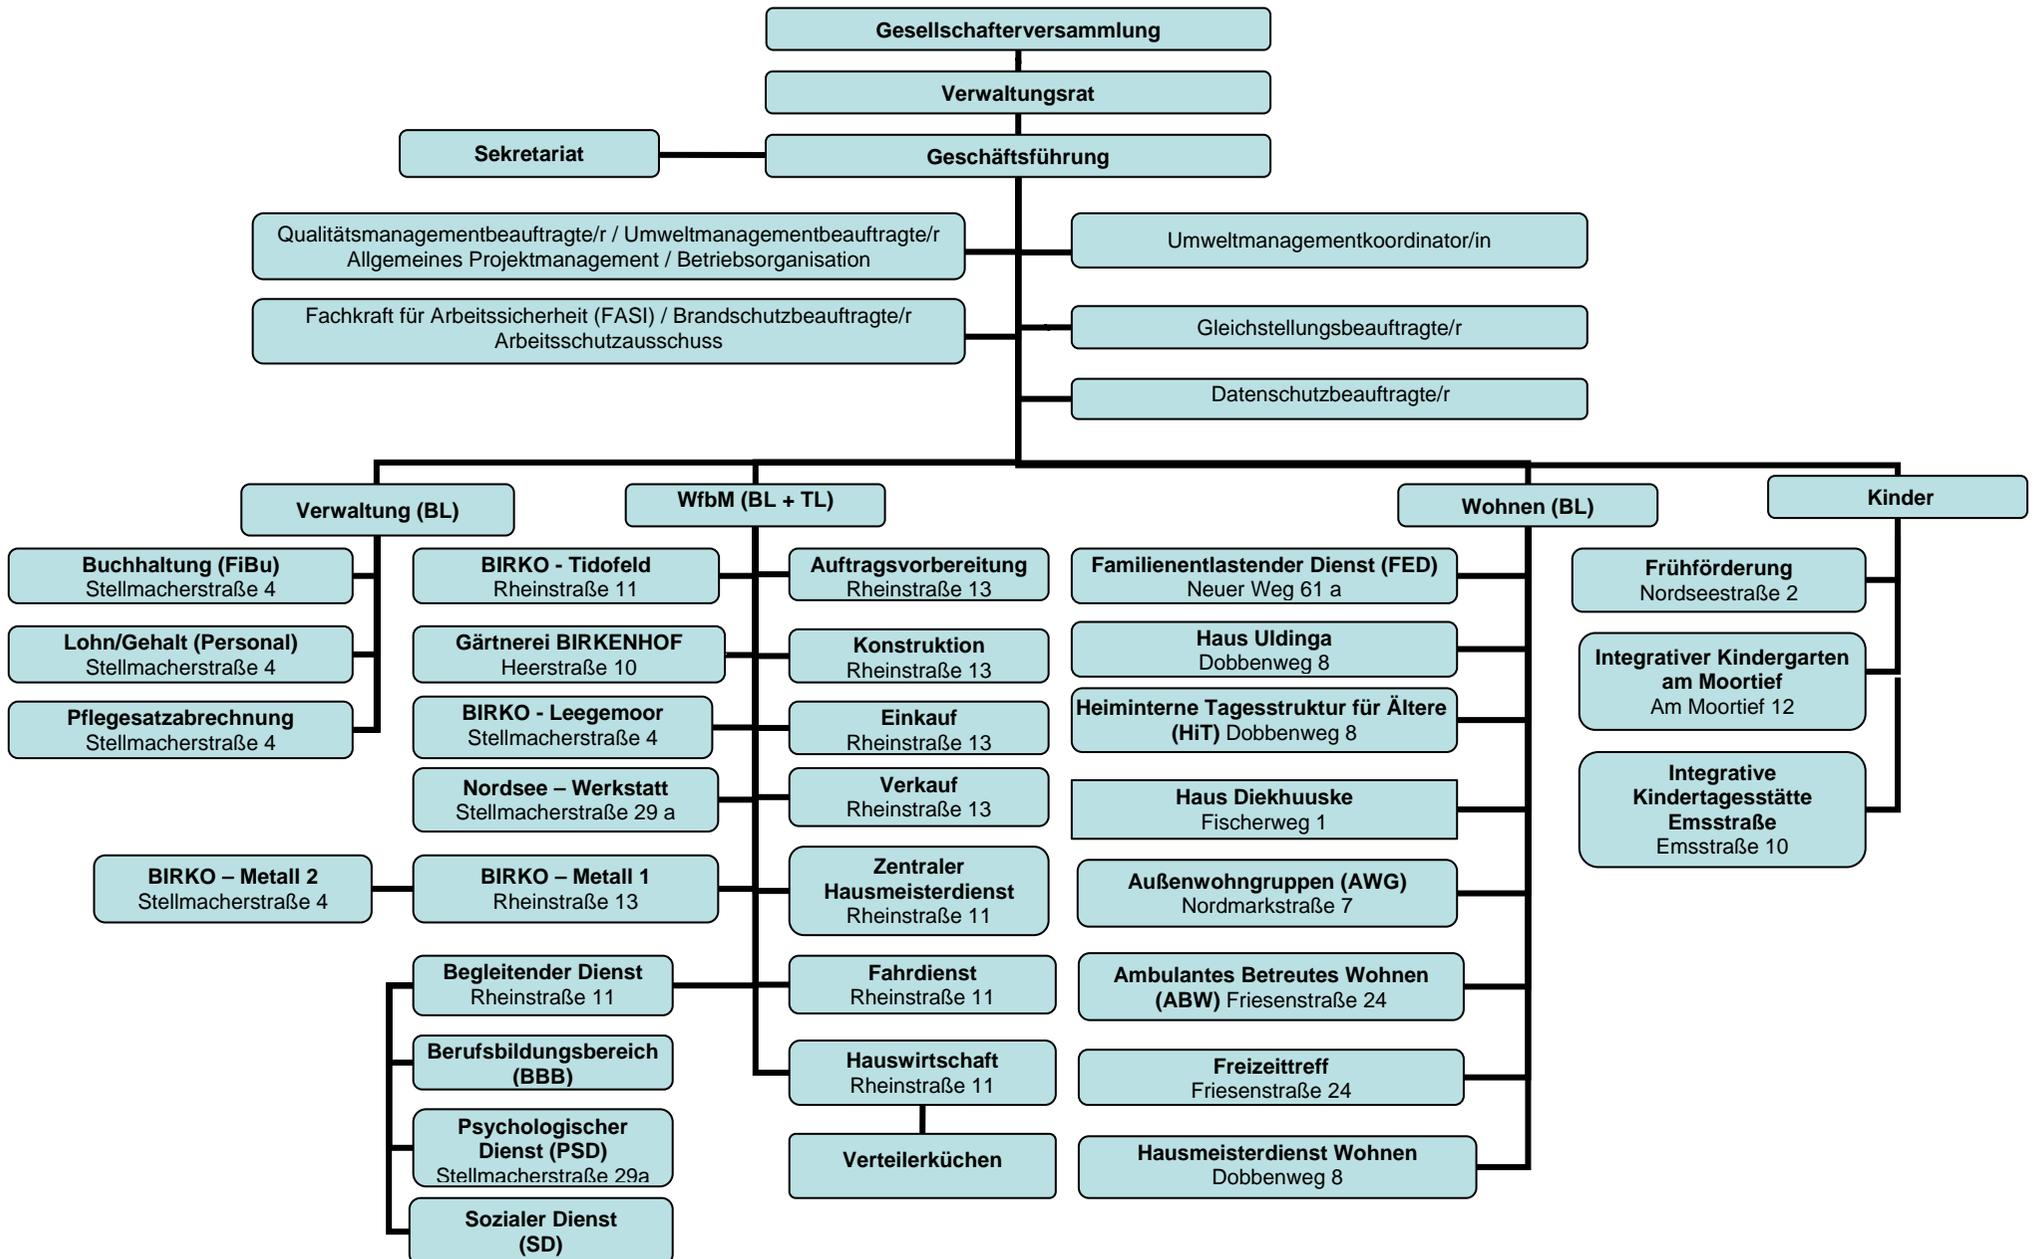 Gesellschafterversammlung
Verwaltungsrat
Sekretariat
Geschäftsführung
Qualitätsmanagementbeauftragte/r / Umweltmanagementbeauftragte/r
Allgemeines Projektmanagement / Betriebsorganisation
Umweltmanagementkoordinator/in
Fachkraft für Arbeitssicherheit (FASI) / Brandschutzbeauftragte/r
Arbeitsschutzausschuss
Gleichstellungsbeauftragte/r
Datenschutzbeauftragte/r
Verwaltung (BL)
Buchhaltung (FiBu)
Stellmacherstraße 4
Lohn/Gehalt (Personal)
Stellmacherstraße 4
Pflegesatzabrechnung
Stellmacherstraße 4
WfbM (BL + TL)
BIRKO - Tidofeld
Rheinstraße 11
Gärtnerei BIRKENHOF
Heerstraße 10
BIRKO - Leegemoor
Stellmacherstraße 4
Nordsee – Werkstatt
Stellmacherstraße 29 a
BIRKO – Metall 2
Stellmacherstraße 4
BIRKO – Metall 1
Rheinstraße 13
Begleitender Dienst
Rheinstraße 11
Berufsbildungsbereich
(BBB)
Psychologischer
Dienst (PSD)
Stellmacherstraße 29a
Sozialer Dienst
(SD)
Auftragsvorbereitung
Rheinstraße 13
Konstruktion
Rheinstraße 13
Einkauf
Rheinstraße 13
Verkauf
Rheinstraße 13
Zentraler
Hausmeisterdienst
Rheinstraße 11
Fahrdienst
Rheinstraße 11
Hauswirtschaft
Rheinstraße 11
Verteilerküchen
Wohnen (BL)
Familienentlastender Dienst (FED)
Neuer Weg 61 a
Haus Uldinga
Dobbenweg 8
Heiminterne Tagesstruktur für Ältere
(HiT) Dobbenweg 8
Haus Diekhuuske
Fischerweg 1
Außenwohngruppen (AWG)
Nordmarkstraße 7
Ambulantes Betreutes Wohnen
(ABW) Friesenstraße 24
Freizeittreff
Friesenstraße 24
Hausmeisterdienst Wohnen
Dobbenweg 8
Kinder
Frühförderung
Nordseestraße 2
Integrativer Kindergarten
am Moortief
Am Moortief 12
Integrative
Kindertagesstätte
Emsstraße
Emsstraße 10